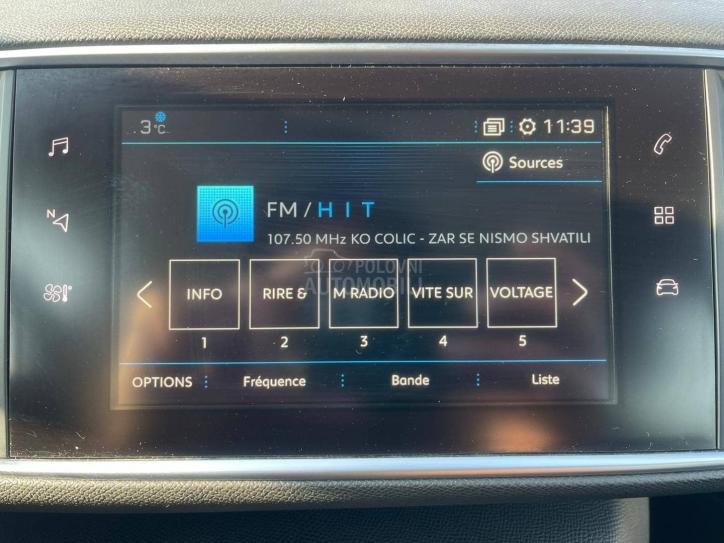 3°C
11:39
Sources
N
FM/HIT
107.50 MHz KO COLIC - ZAR SE NISMO SHVATILI
POLOVNI
AUTOMOBILI
INFO RIRE & M RADIO VITE SUR VOLTAGE
1 2 3 4 5
OPTIONS Fréquence Bande Liste